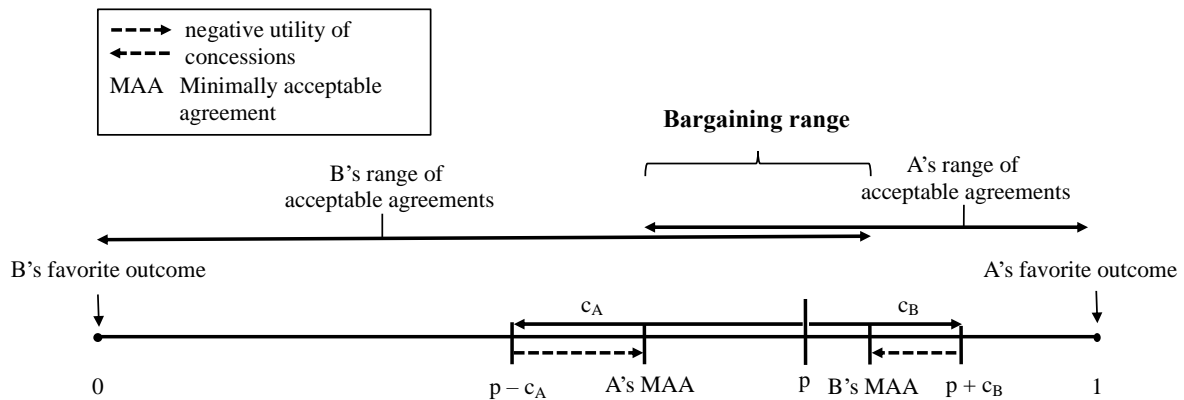 negative utility of
concessions
MAA Minimally acceptable
agreement
Bargaining range
B’s range of
acceptable agreements
A’s range of
acceptable agreements
B’s favorite outcome
A’s favorite outcome
c_A
c_B
0
p – c_A
A’s MAA
p
B’s MAA
p + c_B
1